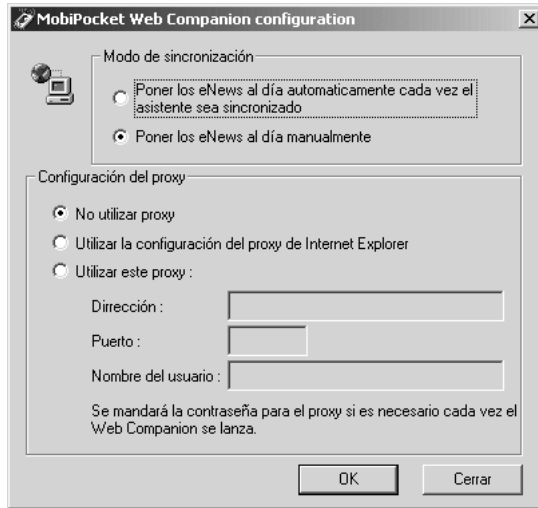 MobiPocket Web Companion configuration
Modo de sincronización
Poner los eNews al día automaticamente cada vez el
asistente sea sincronizado
Poner los eNews al día manualmente
Configuración del proxy
No utilizar proxy
Utilizar la configuración del proxy de Internet Explorer
Utilizar este proxy :
Dirrección :
Puerto :
Nombre del usuario :
Se mandará la contraseña para el proxy si es necesario cada vez el
Web Companion se lanza.
OK
Cerrar